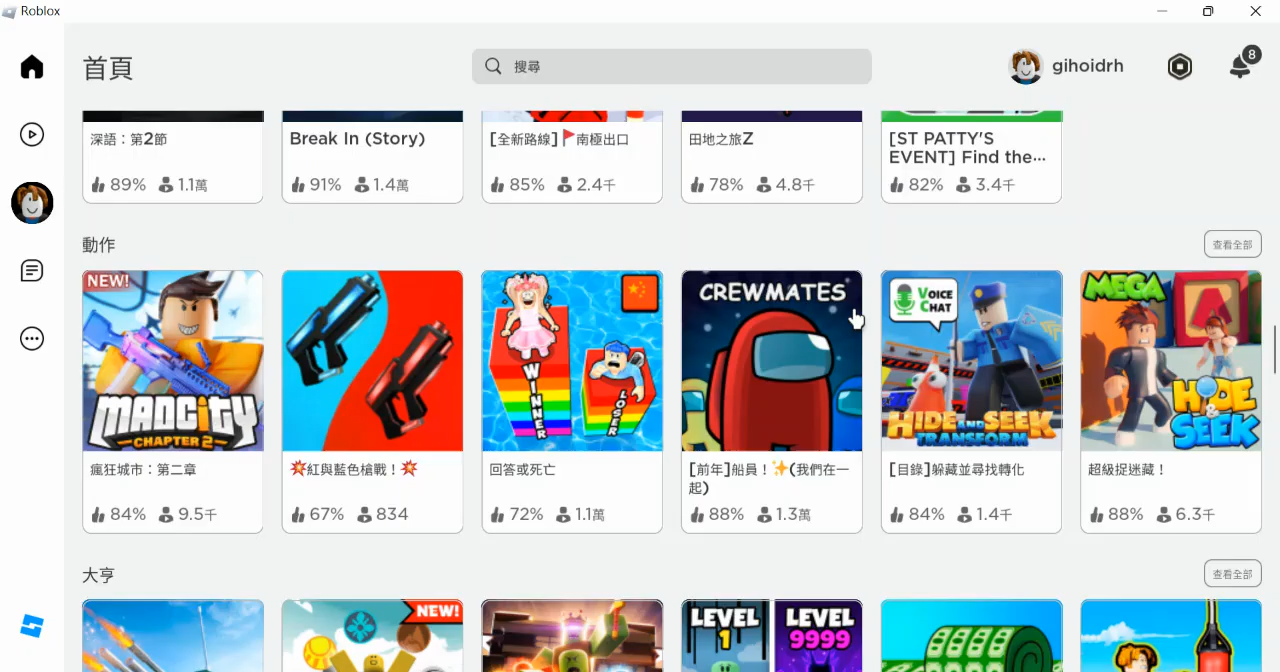 Roblox
首頁
搜尋
gihoidrh
8
深語：第2節
89% 1.1萬
Break In (Story)
91% 1.4萬
[全新路線]🚩南極出口
85% 2.4千
田地之旅Z
78% 4.8千
[ST PATTY'S
EVENT] Find the...
82% 3.4千
動作
查看全部
NEW!
MADCITY
CHAPTER 2
瘋狂城市：第二章
84% 9.5千
💥紅與藍色槍戰！💥
67% 834
WINNER
LOSER
回答或死亡
72% 1.1萬
CREWMATES
[前年]船員！✨(我們在一
起)
88% 1.3萬
VOICE
CHAT
HIDE AND SEEK
TRANSFORM
[目錄]躲藏並尋找轉化
84% 1.4千
MEGA
A
HIDE
&
SEEK
超級捉迷藏！
88% 6.3千
大亨
查看全部
NEW!
LEVEL
1
LEVEL
9999